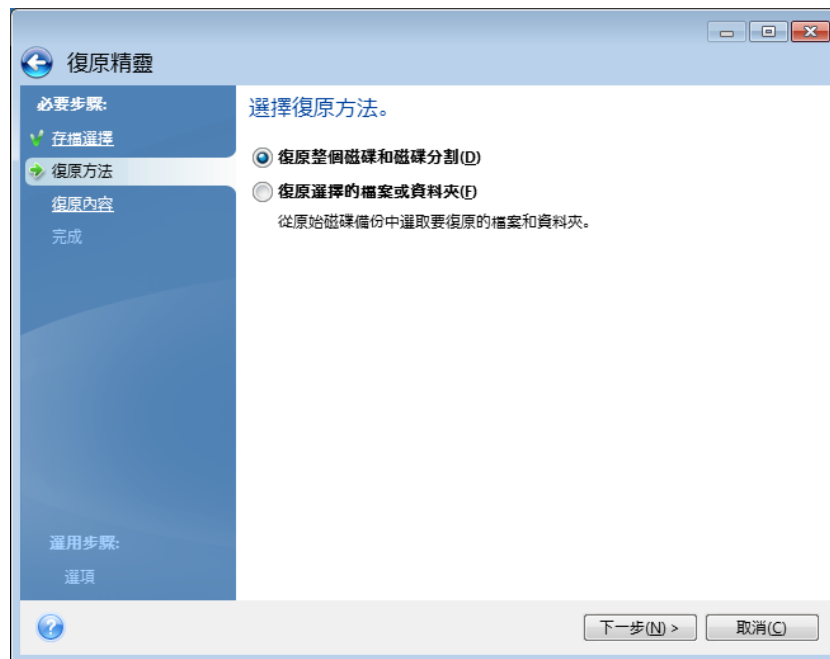 復原精靈
必要步驟:
存檔選擇
復原方法
復原內容
完成
選擇復原方法。
復原整個磁碟和磁碟分割(D)
復原選擇的檔案或資料夾(F)
從原始磁碟備份中選取要復原的檔案和資料夾。
選用步驟:
選項
?
下一步(N) >
取消(C)